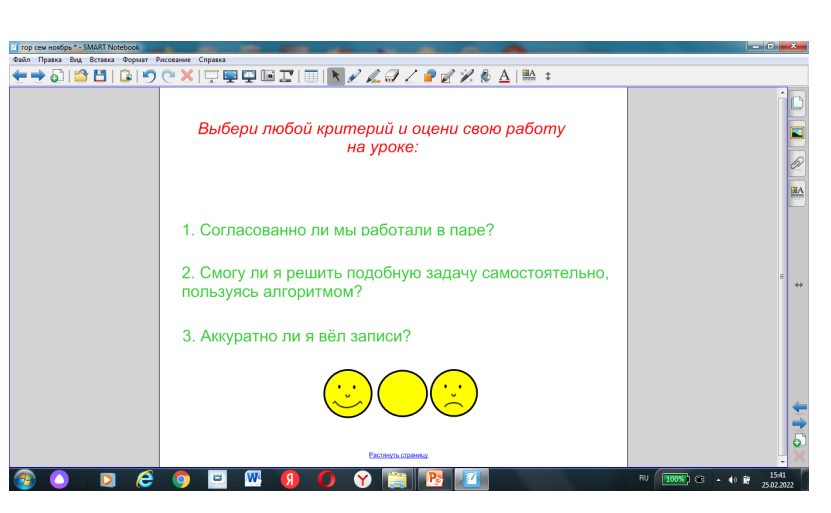 гор сем ноябрь * - SMART Notebook
Файл Правка Вид Вставка Формат Рисование Справка
Выбери любой критерий и оцени свою работу
на уроке:
1. Согласованно ли мы работали в паре?
2. Смогу ли я решить подобную задачу самостоятельно,
пользуясь алгоритмом?
3. Аккуратно ли я вёл записи?
Растянуть страницу
RU 100% 15:41
25.02.2022